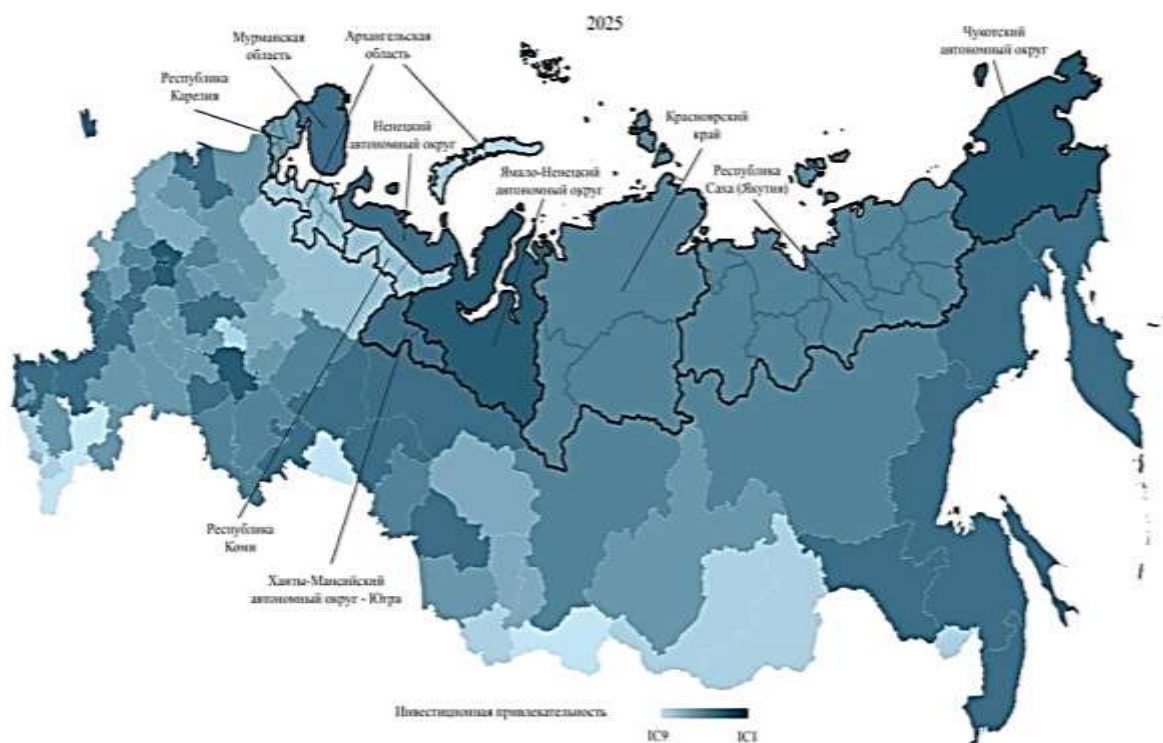 2025
Мурманская
область
Архангельская
область
Чукотский
автономный округ
Республика
Карелия
Ненецкий
автономный округ
Красноярский
край
Ямало-Ненецкий
автономный округ
Республика
Саха (Якутия)
Республика
Коми
Ханты-Мансийский
автономный округ - Югра
Инвестиционная привлекательность
IC9 IC1